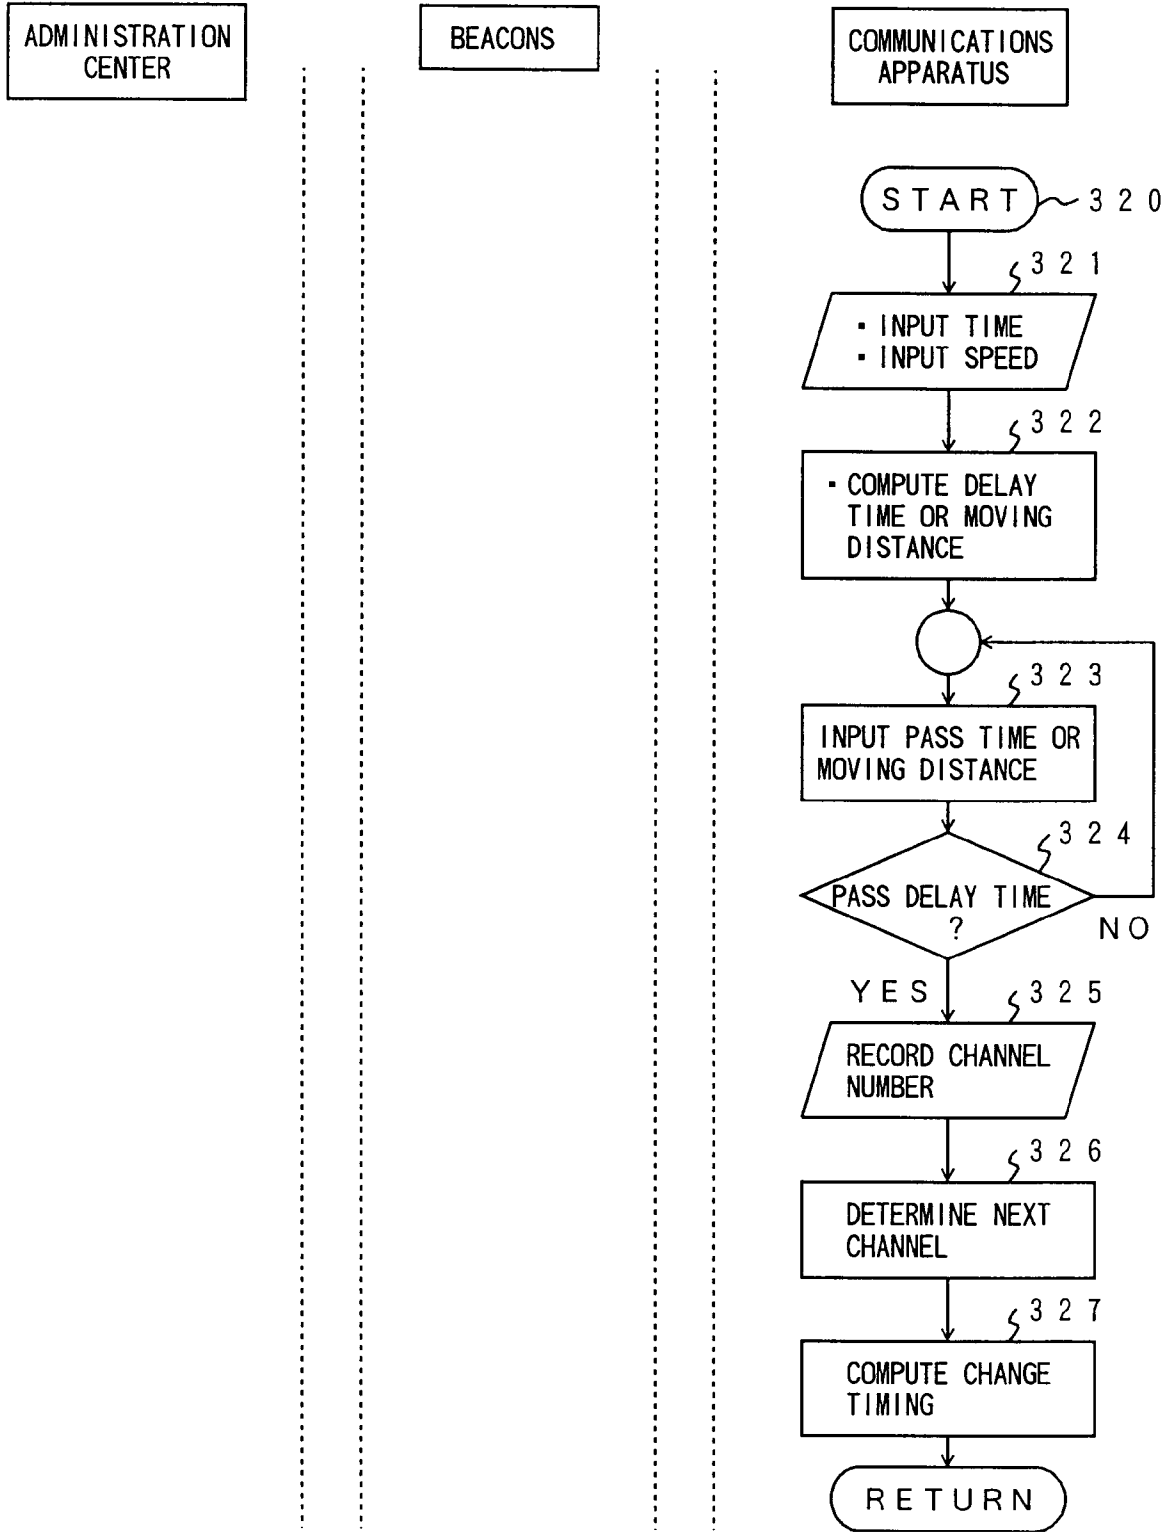 ADMINISTRATION
CENTER
BEACONS
COMMUNICATIONS
APPARATUS
START
320
321
▪ INPUT TIME
▪ INPUT SPEED
322
▪ COMPUTE DELAY
TIME OR MOVING
DISTANCE
323
INPUT PASS TIME OR
MOVING DISTANCE
324
PASS DELAY TIME
?
NO
YES
325
RECORD CHANNEL
NUMBER
326
DETERMINE NEXT
CHANNEL
327
COMPUTE CHANGE
TIMING
RETURN